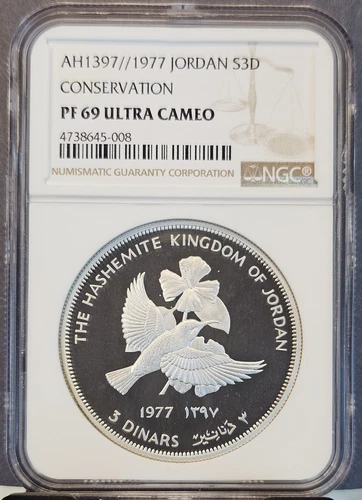 AH1397//1977 JORDAN S3D
CONSERVATION
PF 69 ULTRA CAMEO
4738645-008
NUMISMATIC GUARANTY CORPORATION
NGC®
THE HASHEMITE KINGDOM OF JORDAN
1977 ١٣٩٧
3 DINARS ٣ دنانير